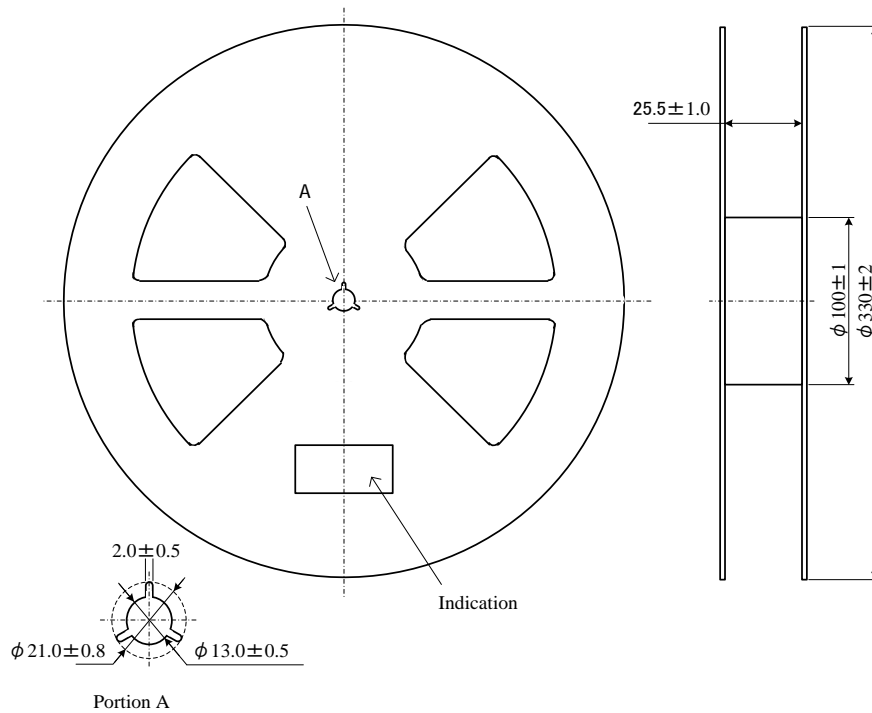 25.5±1.0
A
φ100±1
φ330±2
2.0±0.5
Indication
φ21.0±0.8
φ13.0±0.5
Portion A